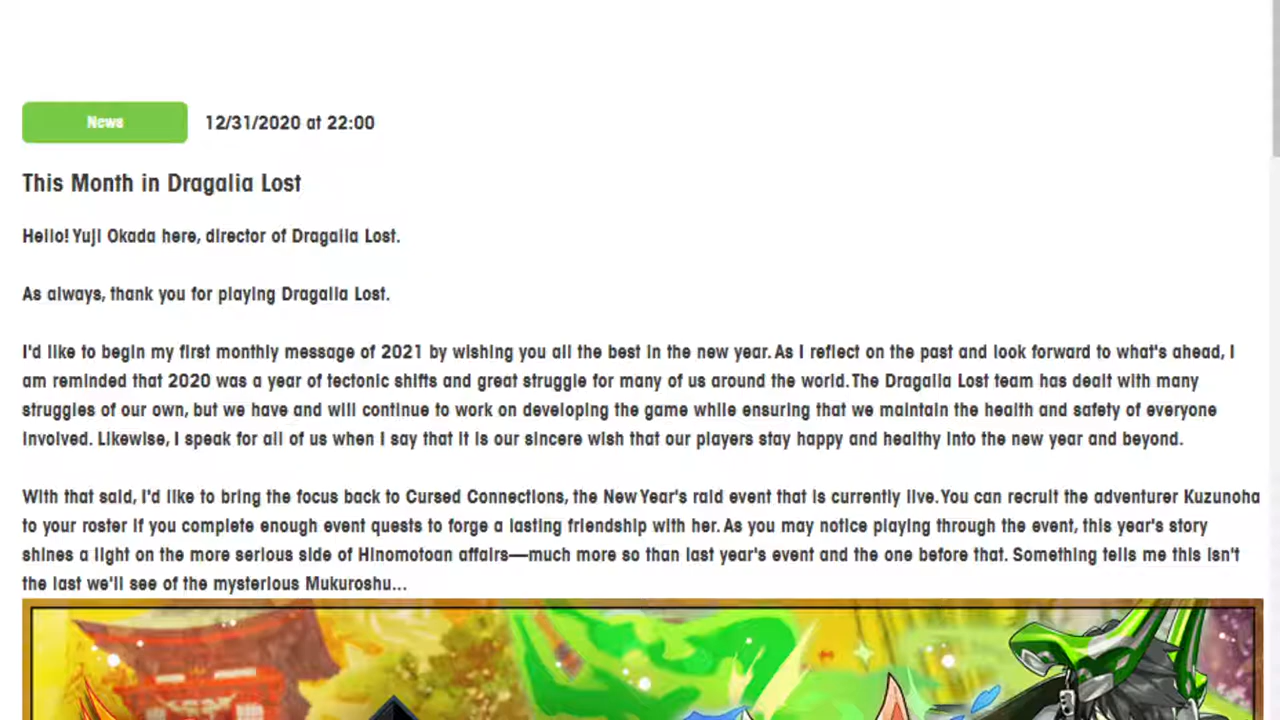 News
12/31/2020 at 22:00
This Month in Dragalia Lost
Hello! Yuji Okada here, director of Dragalia Lost.
As always, thank you for playing Dragalia Lost.
I'd like to begin my first monthly message of 2021 by wishing you all the best in the new year. As I reflect on the past and look forward to what's ahead, I
am reminded that 2020 was a year of tectonic shifts and great struggle for many of us around the world. The Dragalia Lost team has dealt with many
struggles of our own, but we have and will continue to work on developing the game while ensuring that we maintain the health and safety of everyone
involved. Likewise, I speak for all of us when I say that it is our sincere wish that our players stay happy and healthy into the new year and beyond.
With that said, I'd like to bring the focus back to Cursed Connections, the New Year's raid event that is currently live. You can recruit the adventurer Kuzunoha
to your roster if you complete enough event quests to forge a lasting friendship with her. As you may notice playing through the event, this year's story
shines a light on the more serious side of Hinomotoan affairs—much more so than last year's event and the one before that. Something tells me this isn't
the last we'll see of the mysterious Mukuroshu...